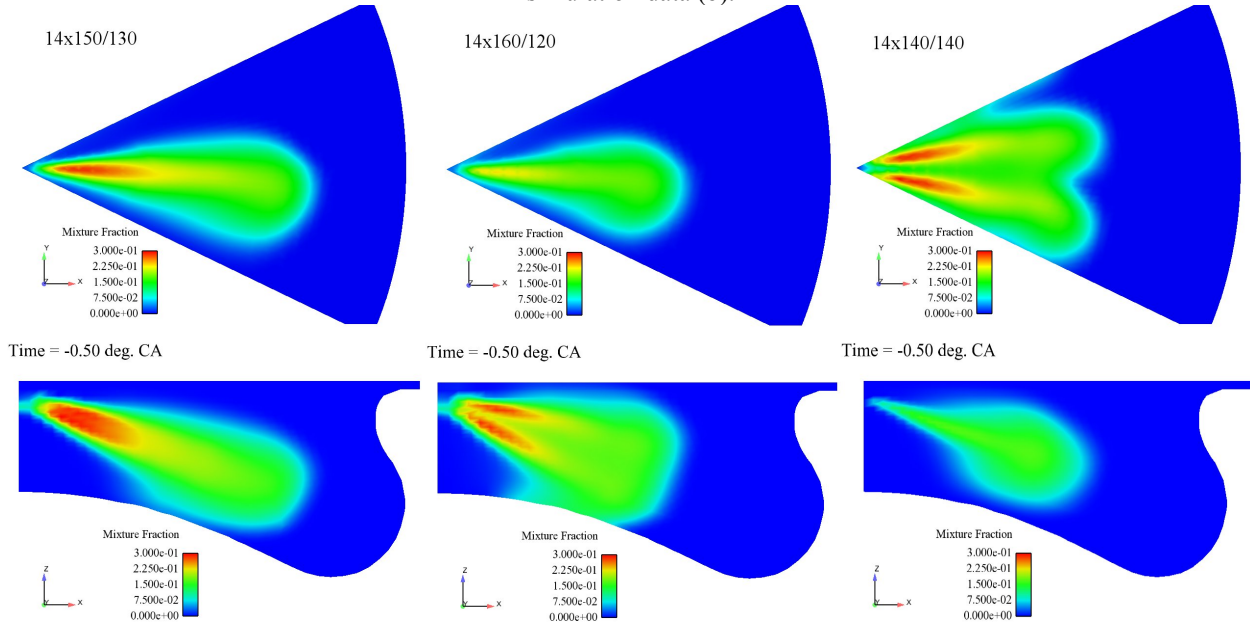 simulation data (b).
14x150/130
14x160/120
14x140/140
Mixture Fraction
3.000e-01
2.250e-01
1.500e-01
7.500e-02
0.000e+00
Y
Z
X
Mixture Fraction
3.000e-01
2.250e-01
1.500e-01
7.500e-02
0.000e+00
Y
Z
X
Mixture Fraction
3.000e-01
2.250e-01
1.500e-01
7.500e-02
0.000e+00
Y
Z
X
Time = -0.50 deg. CA
Time = -0.50 deg. CA
Time = -0.50 deg. CA
Mixture Fraction
3.000e-01
2.250e-01
1.500e-01
7.500e-02
0.000e+00
Z
Y
X
Mixture Fraction
3.000e-01
2.250e-01
1.500e-01
7.500e-02
0.000e+00
Z
Y
X
Mixture Fraction
3.000e-01
2.250e-01
1.500e-01
7.500e-02
0.000e+00
Z
Y
X